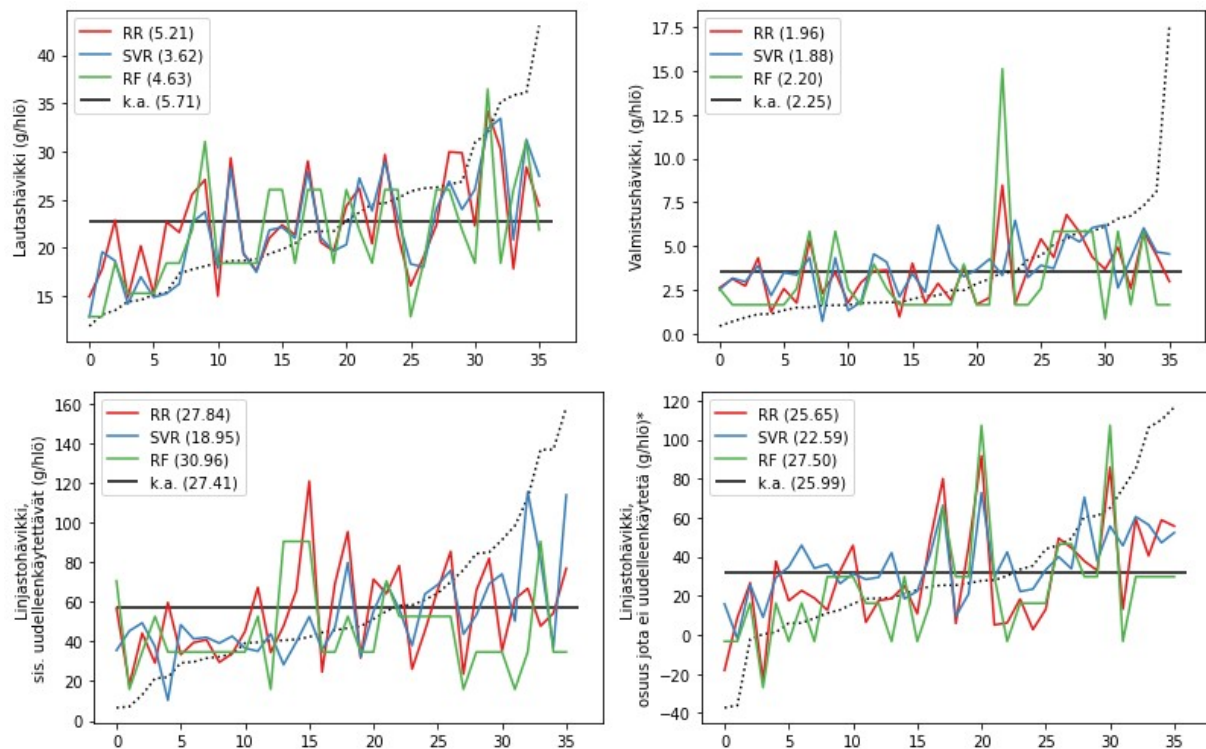 RR (5.21)
SVR (3.62)
RF (4.63)
k.a. (5.71)
Lautashävikki (g/hlö)
40
35
30
25
20
15
0 5 10 15 20 25 30 35
RR (1.96)
SVR (1.88)
RF (2.20)
k.a. (2.25)
Valmistushävikki, (g/hlö)
17.5
15.0
12.5
10.0
7.5
5.0
2.5
0.0
0 5 10 15 20 25 30 35
RR (27.84)
SVR (18.95)
RF (30.96)
k.a. (27.41)
Linjastohävikki,
sis. uudelleenkäytettävät (g/hlö)
160
140
120
100
80
60
40
20
0
0 5 10 15 20 25 30 35
RR (25.65)
SVR (22.59)
RF (27.50)
k.a. (25.99)
Linjastohävikki,
osuus jota ei uudelleenkäytetä (g/hlö)*
120
100
80
60
40
20
0
−20
−40
0 5 10 15 20 25 30 35